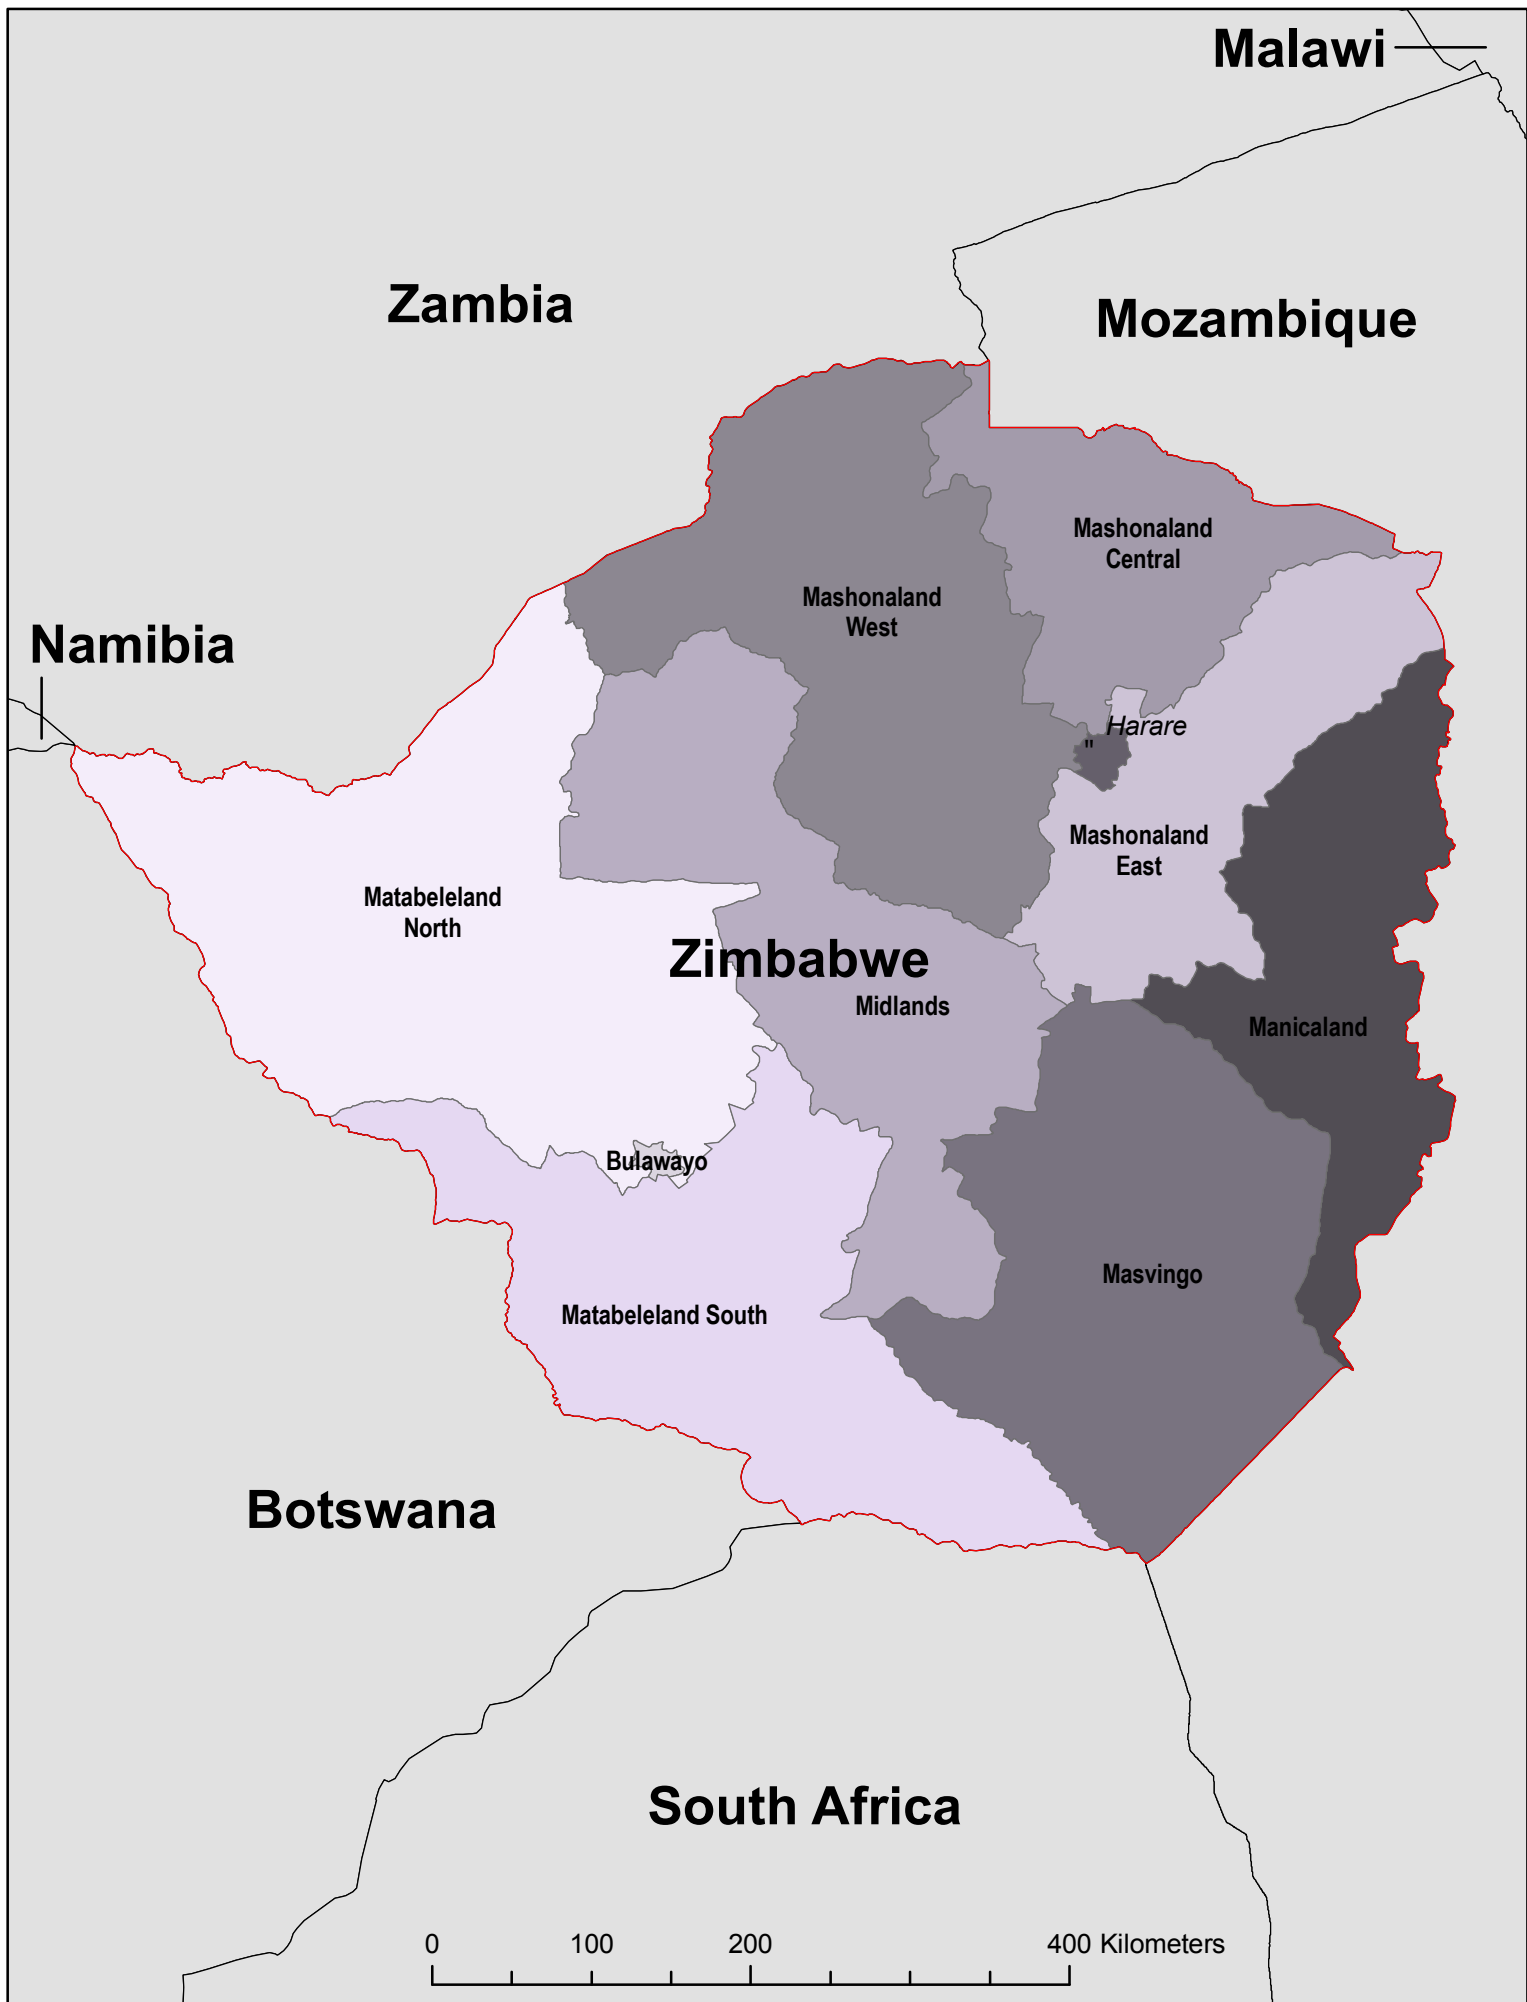 Malawi
Zambia
Mozambique
Mashonaland
Central
Mashonaland
West
Namibia
Harare
"
Mashonaland
East
Matabeleland
North
Zimbabwe
Midlands
Manicaland
Bulawayo
Masvingo
Matabeleland South
Botswana
South Africa
0 100 200 400 Kilometers